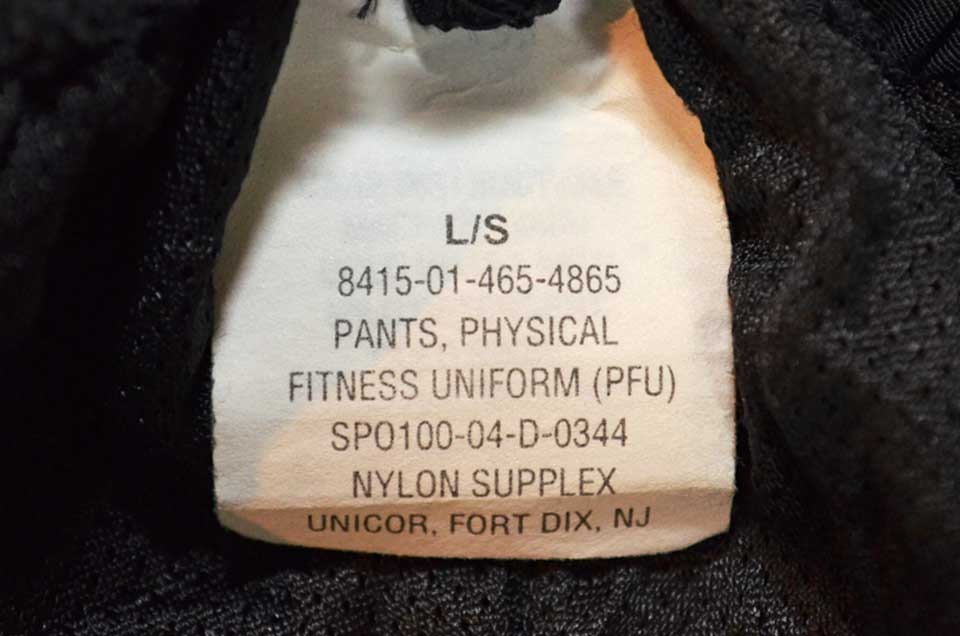 L/S
8415-01-465-4865
PANTS, PHYSICAL
FITNESS UNIFORM (PFU)
SPO100-04-D-0344
NYLON SUPPLEX
UNICOR, FORT DIX, NJ